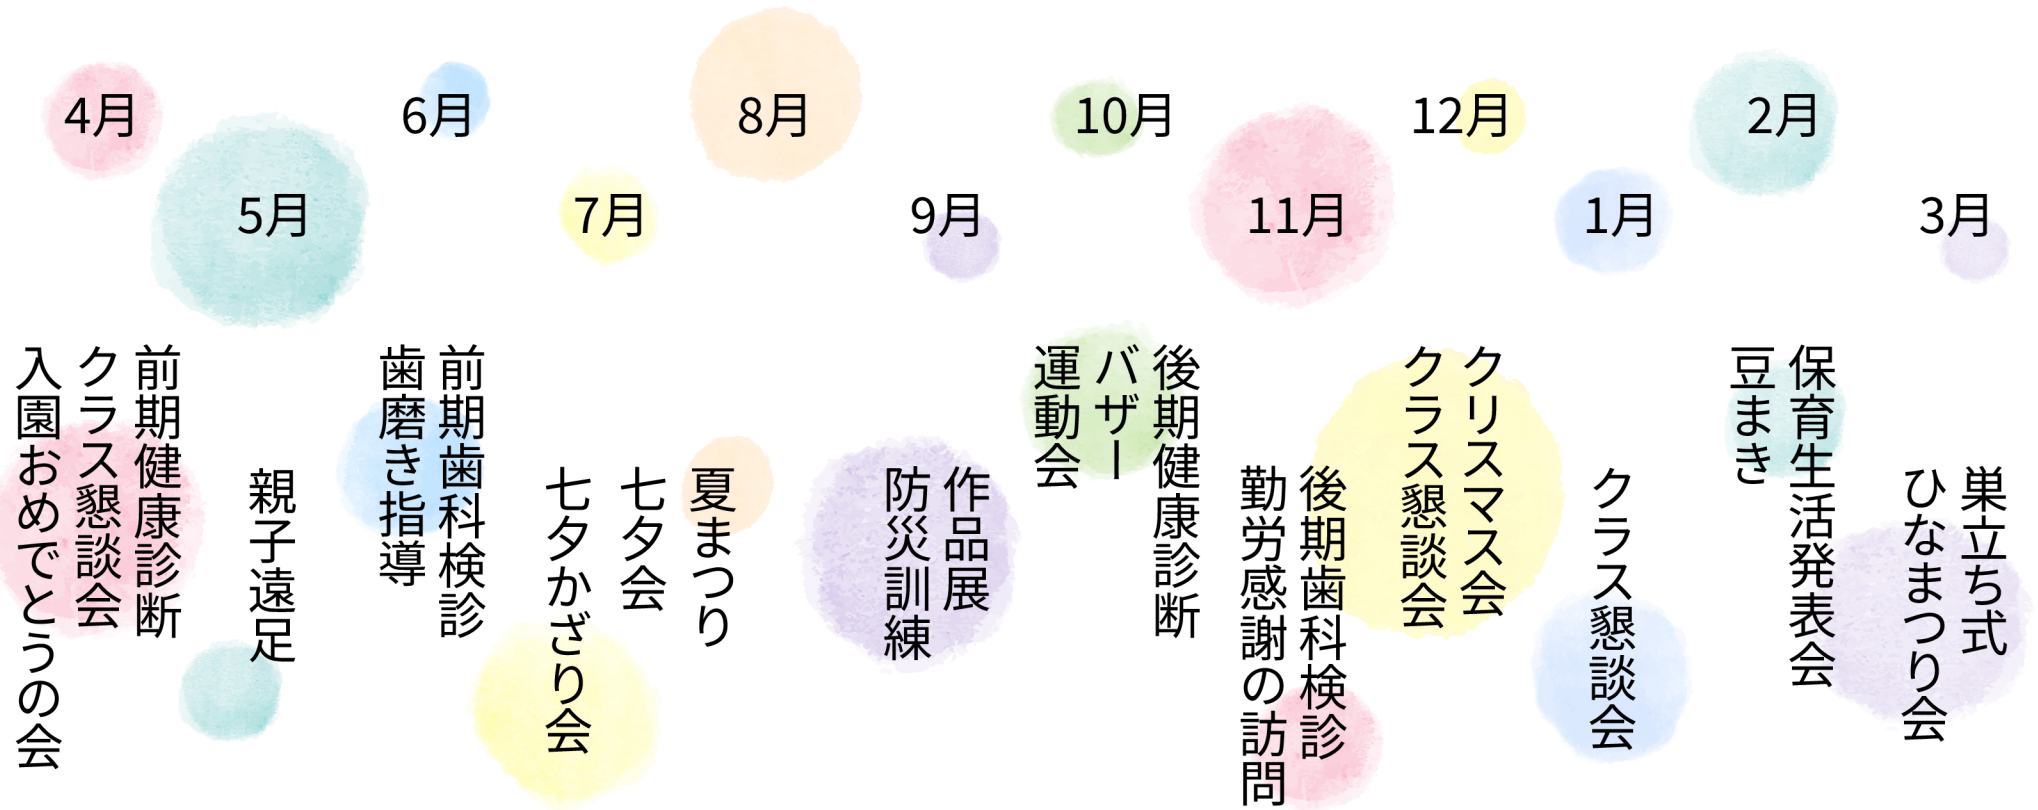 4月
前期健康診断
クラス懇談会
入園おめでとうの会
5月
親子遠足
6月
前期歯科検診
歯磨き指導
7月
夏まつり
七夕会
七夕かざり会
8月
9月
作品展
防災訓練
10月
後期健康診断
バザー
運動会
11月
後期歯科検診
勤労感謝の訪問
12月
クリスマス会
クラス懇談会
1月
クラス懇談会
2月
保育生活発表会
豆まき
3月
巣立ち式
ひなまつり会